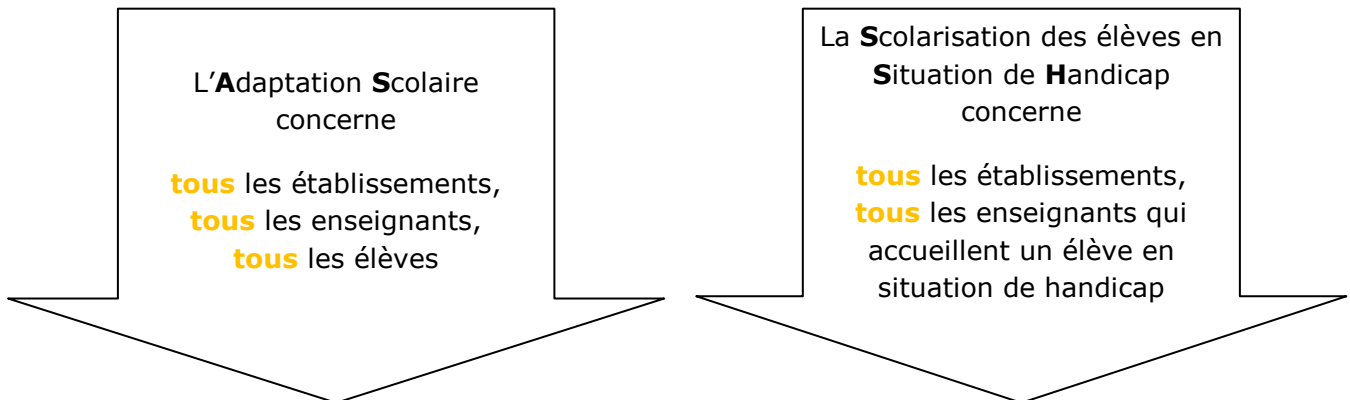 L'Adaptation Scolaire
concerne
tous les établissements,
tous les enseignants,
tous les élèves
La Scolarisation des élèves en
Situation de Handicap
concerne
tous les établissements,
tous les enseignants qui
accueillent un élève en
situation de handicap